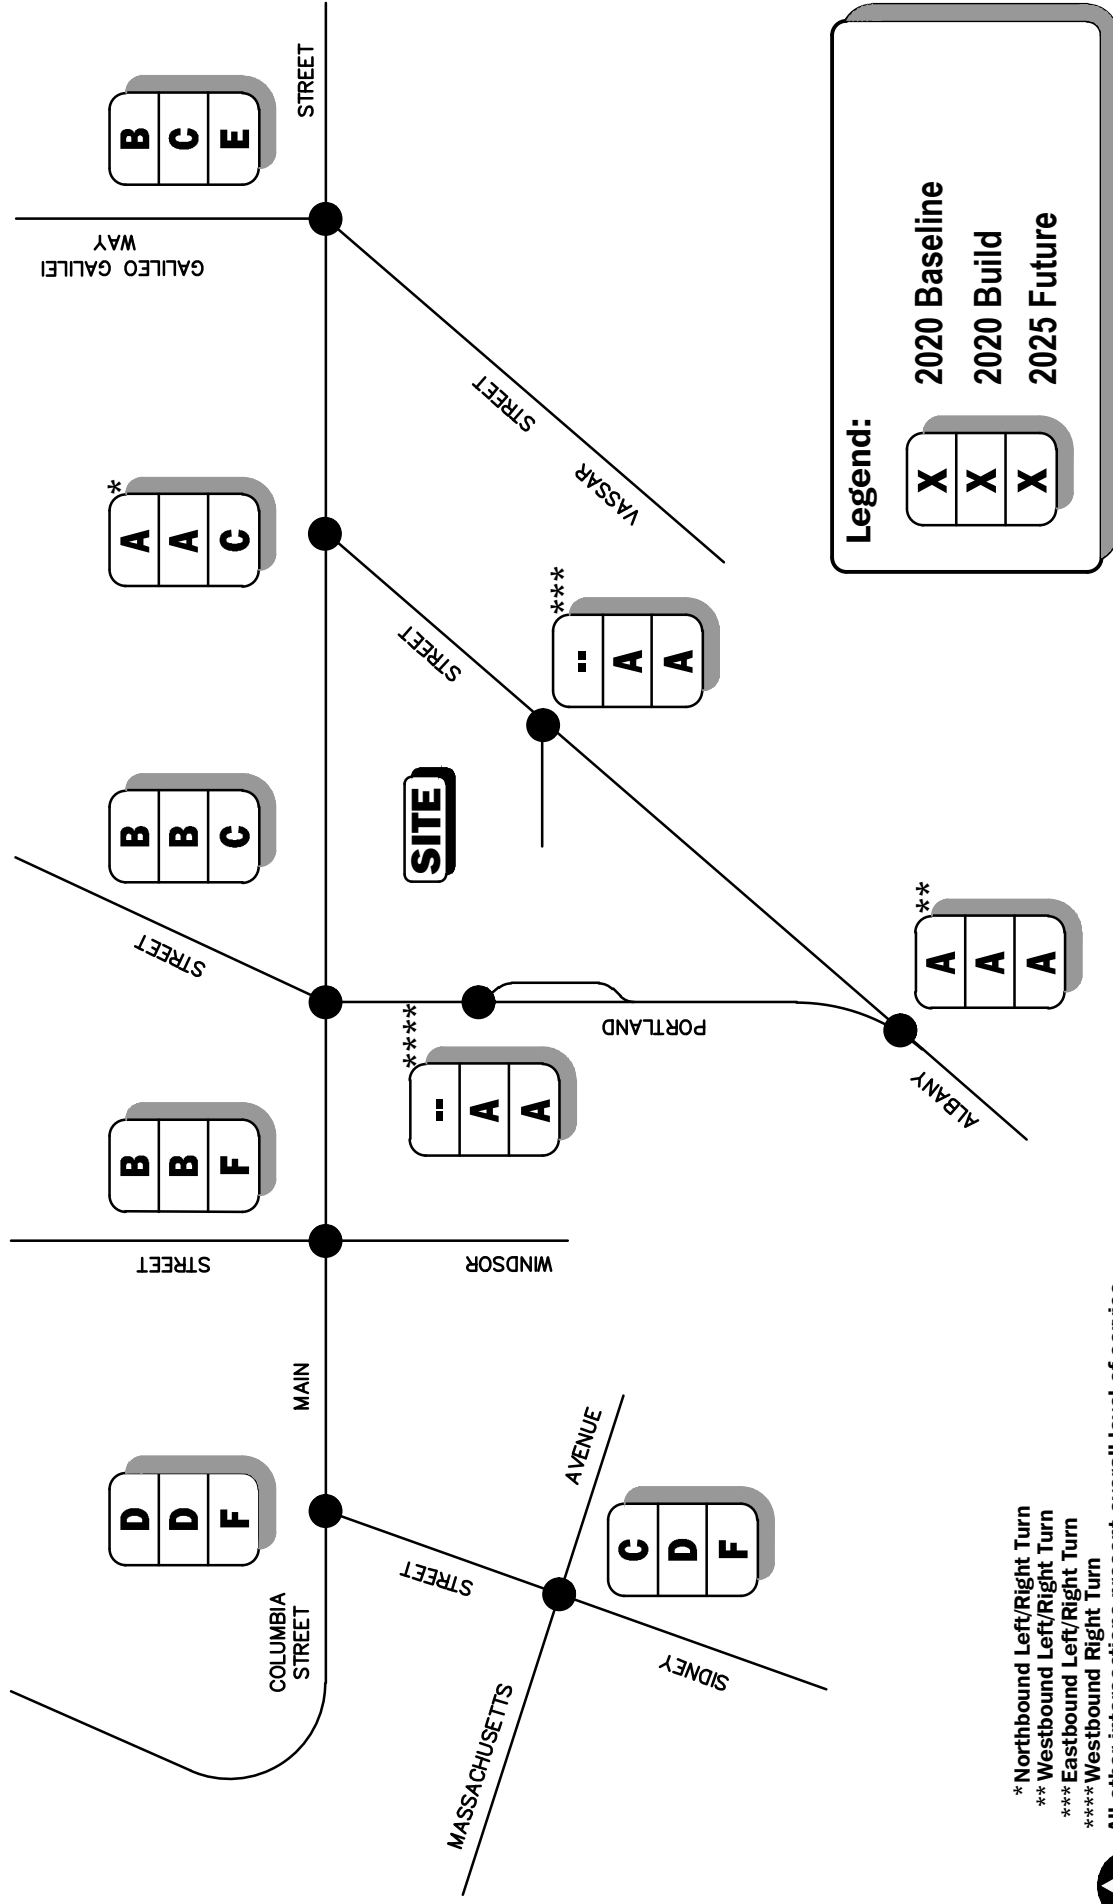 GALILEO GALILEI
WAY
STREET
STREET
D
D
F
B
B
F
B
B
C
*
A
A
C
B
C
E
COLUMBIA
STREET
MAIN
STREET
STREET
****
--
A
A
SITE
STREET
STREET
WINDSOR
MASSACHUSETTS
AVENUE
***
--
A
A
VASSAR
C
D
F
SIDNEY
PORTLAND
ALBANY
**
A
A
A
Legend:
X 2020 Baseline
X 2020 Build
X 2025 Future
* Northbound Left/Right Turn
** Westbound Left/Right Turn
*** Eastbound Left/Right Turn
**** Westbound Right Turn